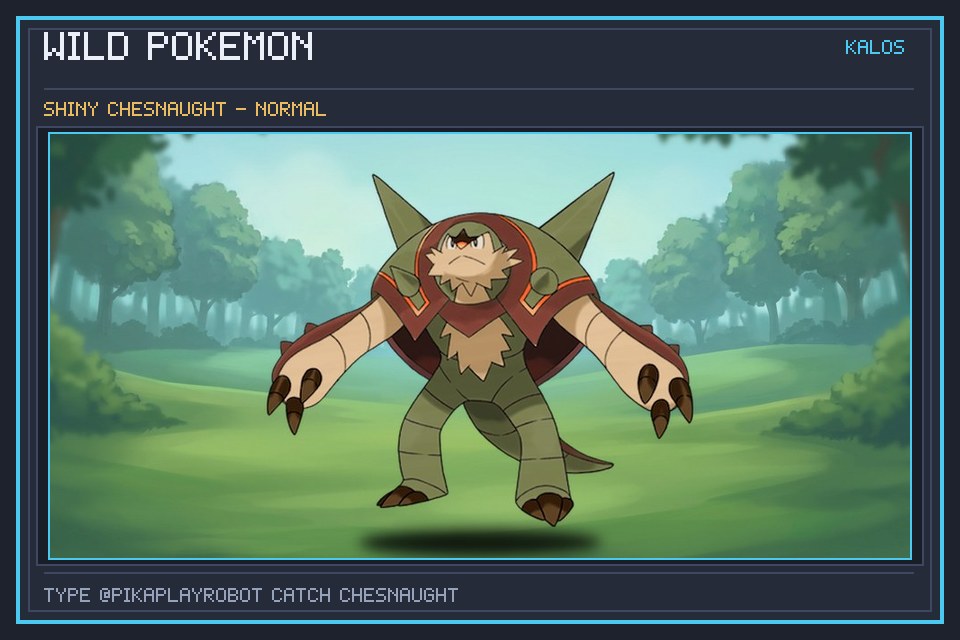 WILD POKEMON
KALOS
SHINY CHESNAUGHT - NORMAL
TYPE @PIKAPLAYROBOT CATCH CHESNAUGHT